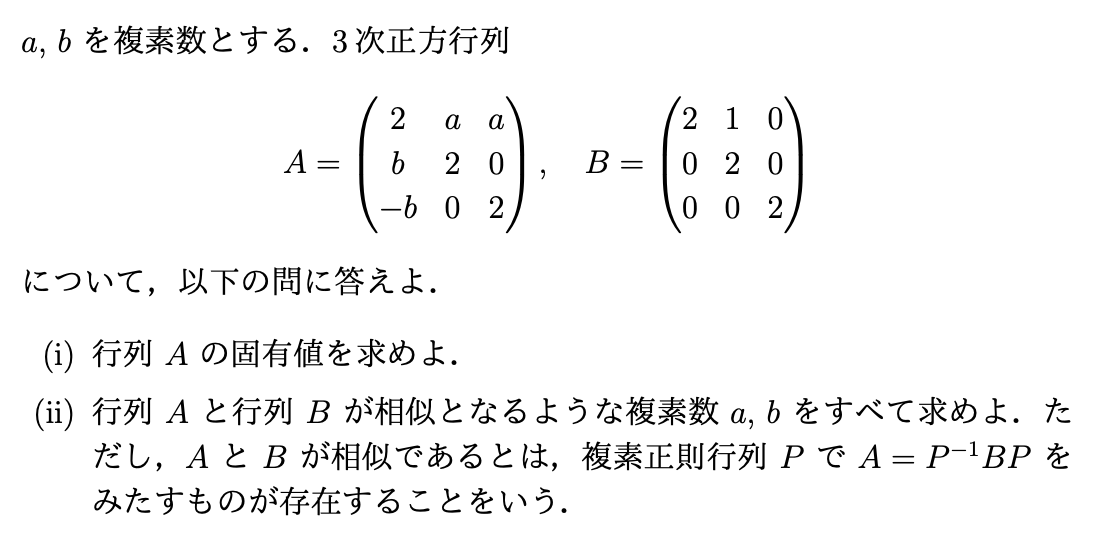 a, b を複素数とする．3 次正方行列
A = \begin{pmatrix} 2 & a & a \\ b & 2 & 0 \\ -b & 0 & 2 \end{pmatrix}, B = \begin{pmatrix} 2 & 1 & 0 \\ 0 & 2 & 0 \\ 0 & 0 & 2 \end{pmatrix}
について，以下の問に答えよ．
(i) 行列 A の固有値を求めよ．
(ii) 行列 A と行列 B が相似となるような複素数 a, b をすべて求めよ．た
だし，A と B が相似であるとは，複素正則行列 P で A = P^{-1}BP を
みたすものが存在することをいう．